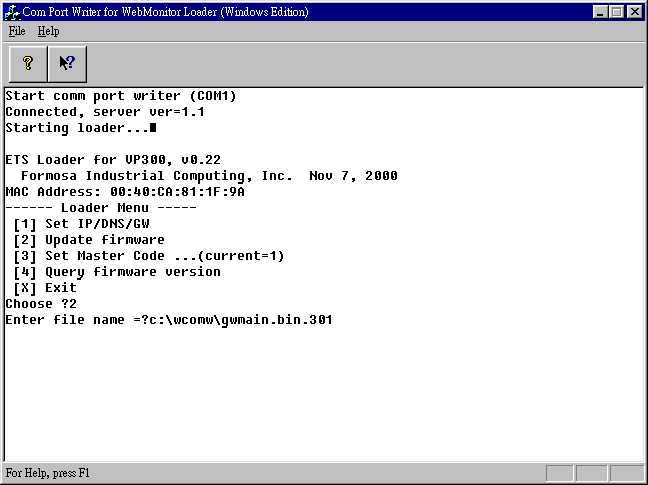 Com Port Writer for WebMonitor Loader (Windows Edition)
File Help
Start comm port writer (COM1)
Connected, server ver=1.1
Starting loader...
ETS Loader for VP300, v0.22
Formosa Industrial Computing, Inc.  Nov 7, 2000
MAC Address: 00:40:CA:81:1F:9A
------ Loader Menu -----
[1] Set IP/DNS/GW
[2] Update firmware
[3] Set Master Code ...(current=1)
[4] Query firmware version
[X] Exit
Choose ?2
Enter file name =?c:\wcomw\gwmain.bin.301
For Help, press F1